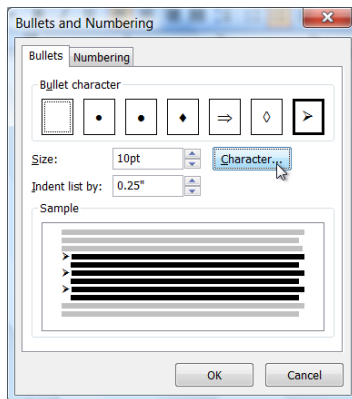 Bullets and Numbering
Bullets Numbering
Bullet character
Size: 10pt Character...
Indent list by: 0.25"
Sample
OK Cancel